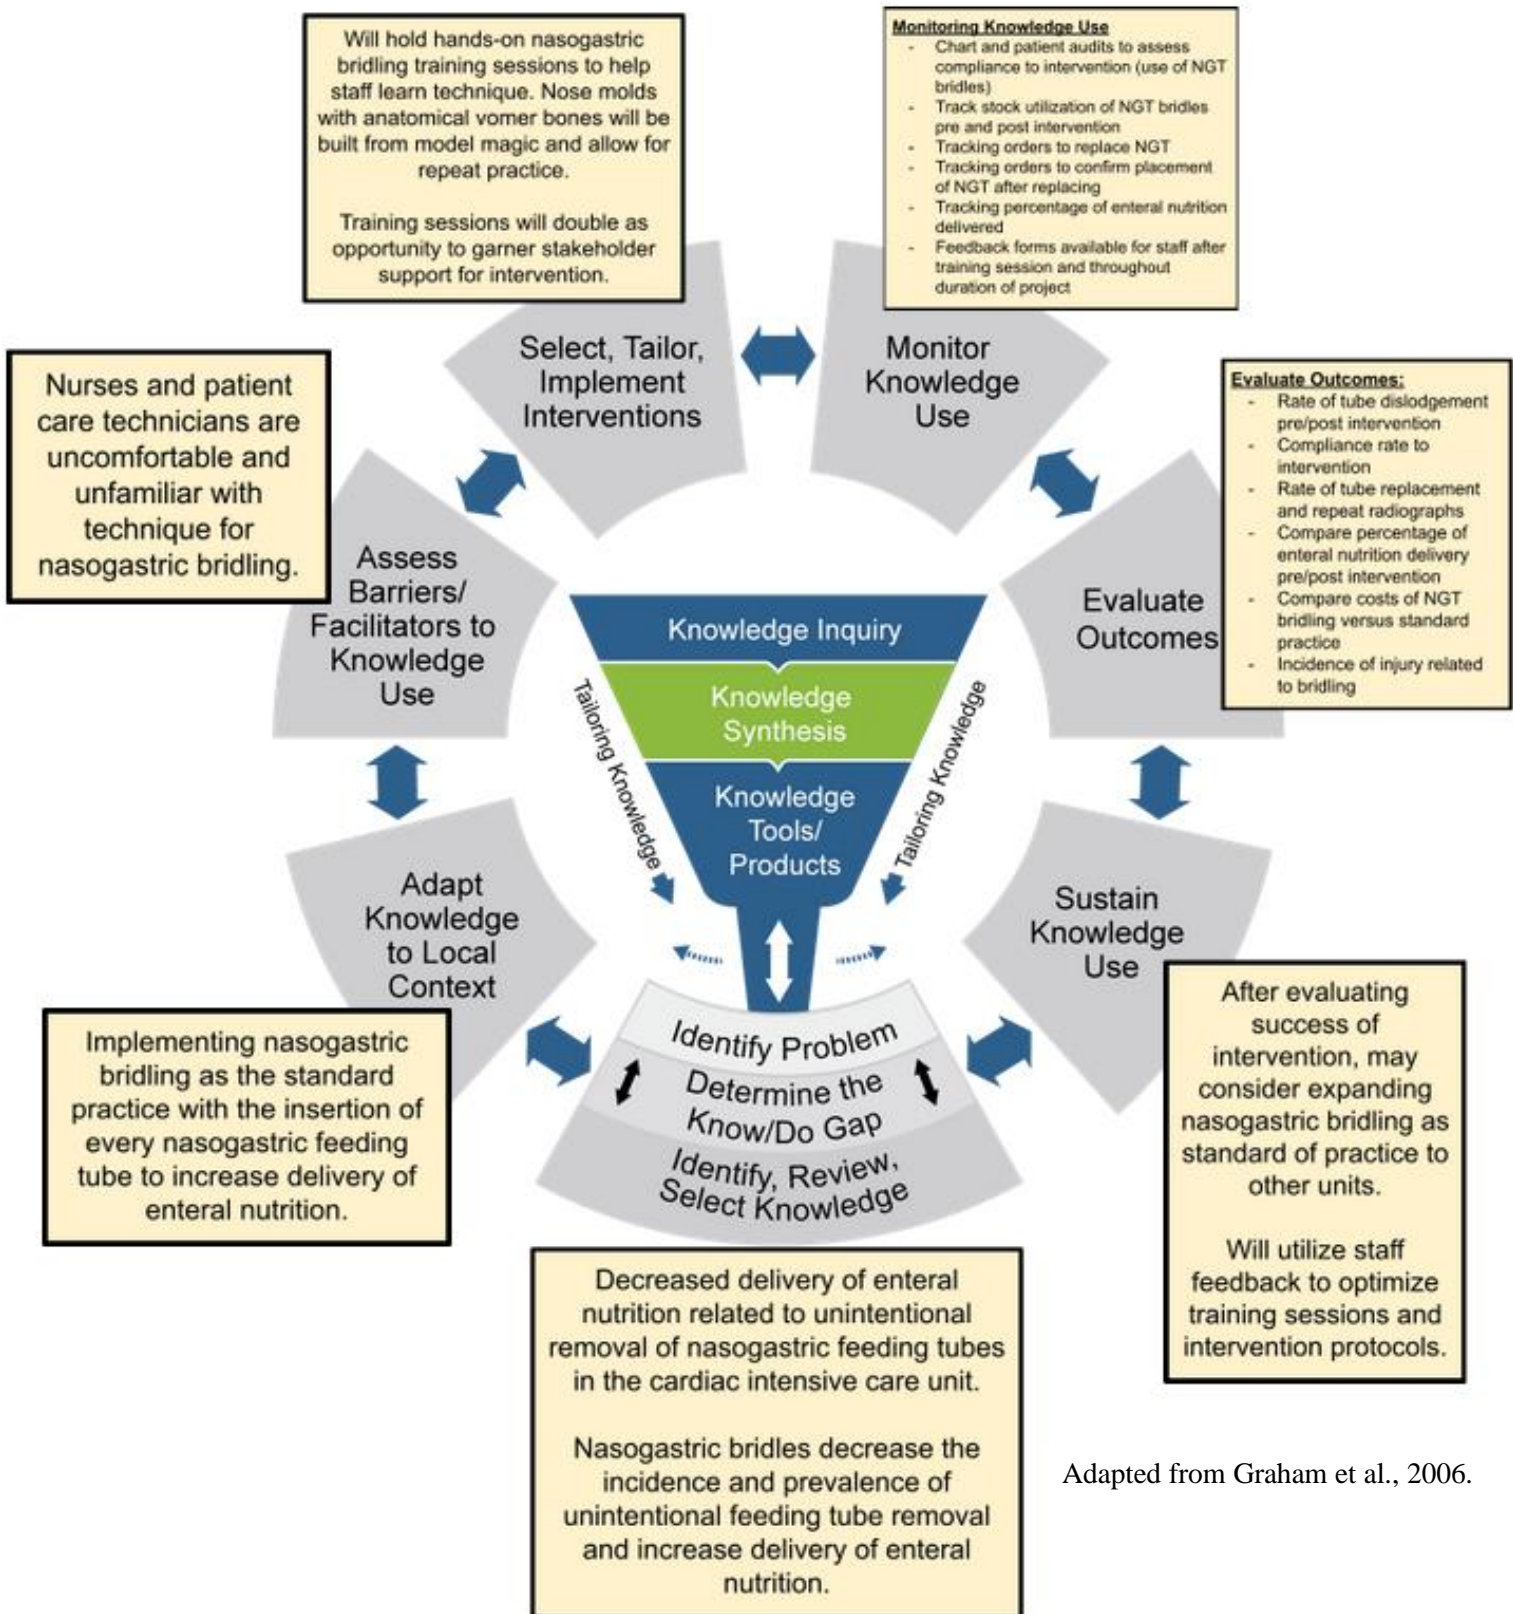 Will hold hands-on nasogastric
bridling training sessions to help
staff learn technique. Nose molds
with anatomical vomer bones will be
built from model magic and allow for
repeat practice.
Training sessions will double as
opportunity to garner stakeholder
support for intervention.
Monitoring Knowledge Use
- Chart and patient audits to assess
compliance to intervention (use of NGT
bridles)
- Track stock utilization of NGT bridles
pre and post intervention
- Tracking orders to replace NGT
- Tracking orders to confirm placement
of NGT after replacing
- Tracking percentage of enteral nutrition
delivered
- Feedback forms available for staff after
training session and throughout
duration of project
Select, Tailor,
Implement
Interventions
Monitor
Knowledge
Use
Nurses and patient
care technicians are
uncomfortable and
unfamiliar with
technique for
nasogastric bridling.
Evaluate Outcomes:
- Rate of tube dislodgement
pre/post intervention
- Compliance rate to
intervention
- Rate of tube replacement
and repeat radiographs
- Compare percentage of
enteral nutrition delivery
pre/post intervention
- Compare costs of NGT
bridling versus standard
practice
- Incidence of injury related
to bridling
Assess
Barriers/
Facilitators to
Knowledge
Use
Evaluate
Outcomes
Knowledge Inquiry
Knowledge
Synthesis
Knowledge
Tools/
Products
Tailoring Knowledge
Tailoring Knowledge
Adapt
Knowledge
to Local
Context
Sustain
Knowledge
Use
Implementing nasogastric
bridling as the standard
practice with the insertion of
every nasogastric feeding
tube to increase delivery of
enteral nutrition.
Identify Problem
Determine the
Know/Do Gap
Identify, Review,
Select Knowledge
After evaluating
success of
intervention, may
consider expanding
nasogastric bridling as
standard of practice to
other units.
Will utilize staff
feedback to optimize
training sessions and
intervention protocols.
Decreased delivery of enteral
nutrition related to unintentional
removal of nasogastric feeding tubes
in the cardiac intensive care unit.
Nasogastric bridles decrease the
incidence and prevalence of
unintentional feeding tube removal
and increase delivery of enteral
nutrition.
Adapted from Graham et al., 2006.